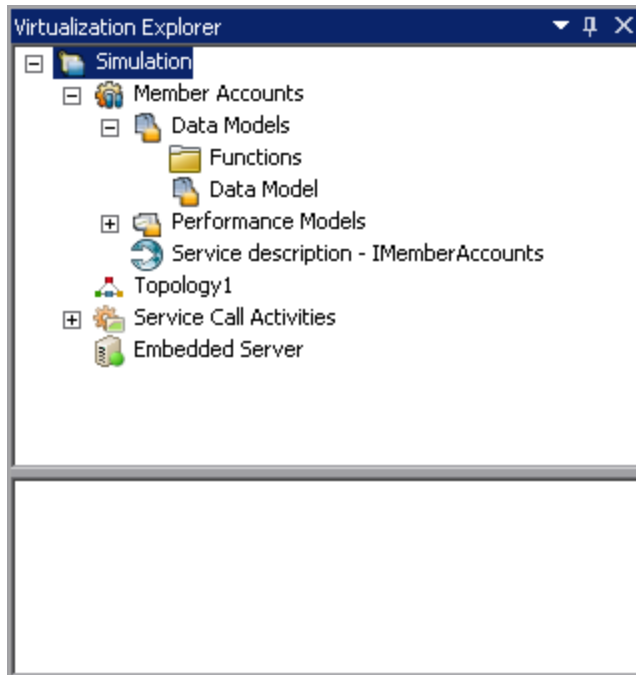 Virtualization Explorer
Simulation
Member Accounts
Data Models
Functions
Data Model
Performance Models
Service description - IMemberAccounts
Topology1
Service Call Activities
Embedded Server